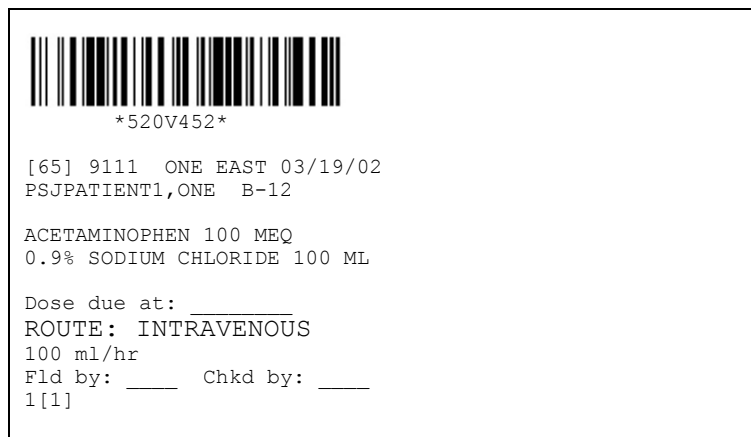 *520V452*
[65] 9111 ONE EAST 03/19/02
PSJPATIENT1,ONE B-12
ACETAMINOPHEN 100 MEQ
0.9% SODIUM CHLORIDE 100 ML
Dose due at: ________
ROUTE: INTRAVENOUS
100 ml/hr
Fld by: ____ Chkd by: ____
1[1]